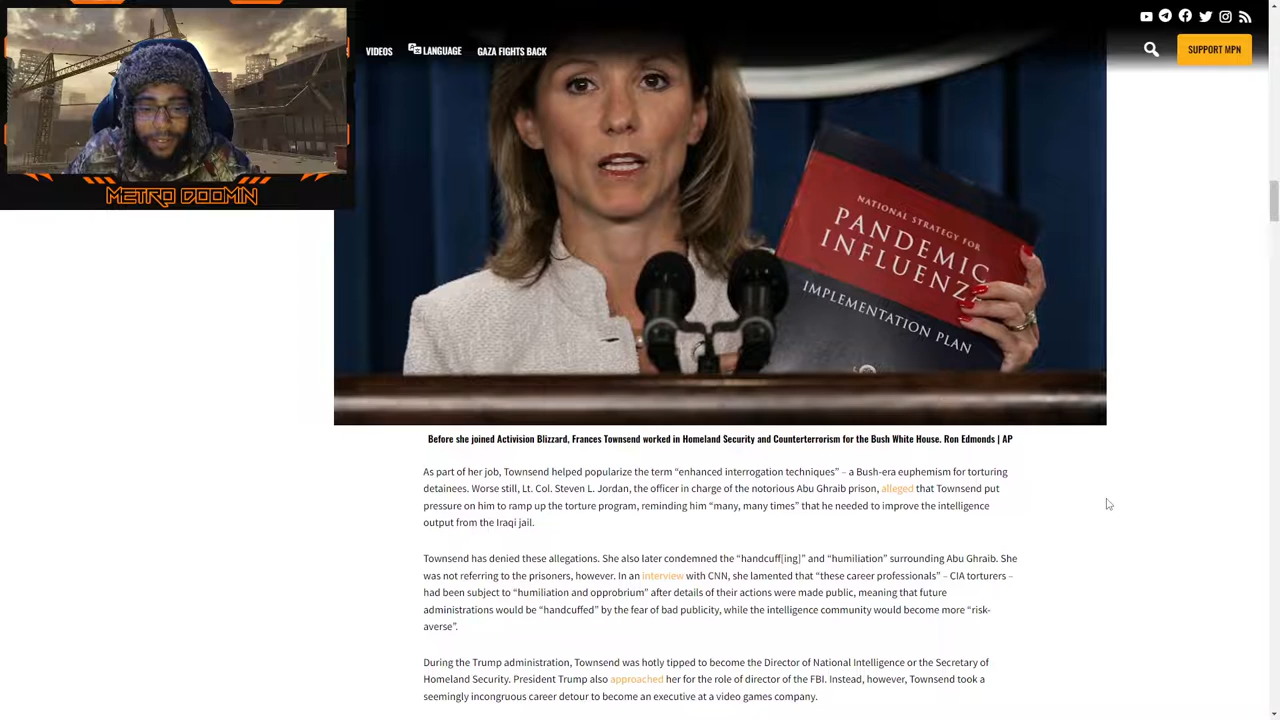 VIDEOS
LANGUAGE
GAZA FIGHTS BACK
SUPPORT MPN
METRO DOOMIN
NATIONAL STRATEGY FOR
PANDEMIC
INFLUENZA
IMPLEMENTATION PLAN
Before she joined Activision Blizzard, Frances Townsend worked in Homeland Security and Counterterrorism for the Bush White House. Ron Edmonds | AP
As part of her job, Townsend helped popularize the term “enhanced interrogation techniques” – a Bush-era euphemism for torturing
detainees. Worse still, Lt. Col. Steven L. Jordan, the officer in charge of the notorious Abu Ghraib prison, alleged that Townsend put
pressure on him to ramp up the torture program, reminding him “many, many times” that he needed to improve the intelligence
output from the Iraqi jail.
Townsend has denied these allegations. She also later condemned the “handcuff[ing]” and “humiliation” surrounding Abu Ghraib. She
was not referring to the prisoners, however. In an interview with CNN, she lamented that “these career professionals” – CIA torturers –
had been subject to “humiliation and opprobrium” after details of their actions were made public, meaning that future
administrations would be “handcuffed” by the fear of bad publicity, while the intelligence community would become more “risk-
averse”.
During the Trump administration, Townsend was hotly tipped to become the Director of National Intelligence or the Secretary of
Homeland Security. President Trump also approached her for the role of director of the FBI. Instead, however, Townsend took a
seemingly incongruous career detour to become an executive at a video games company.